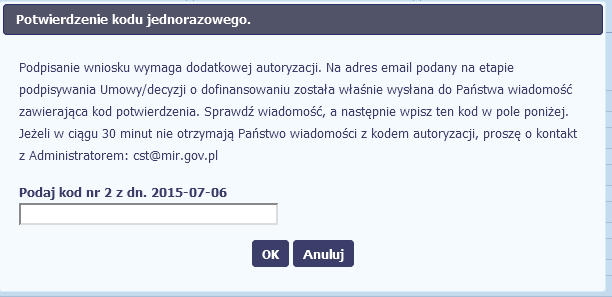 Potwierdzenie kodu jednorazowego.
Podpisanie wniosku wymaga dodatkowej autoryzacji. Na adres email podany na etapie
podpisywania Umowy/decyzji o dofinansowaniu została właśnie wysłana do Państwa wiadomość
zawierająca kod potwierdzenia. Sprawdź wiadomość, a następnie wpisz ten kod w pole poniżej.
Jeżeli w ciągu 30 minut nie otrzymają Państwo wiadomości z kodem autoryzacji, proszę o kontakt
z Administratorem: cst@mir.gov.pl
Podaj kod nr 2 z dn. 2015-07-06
OK Anuluj